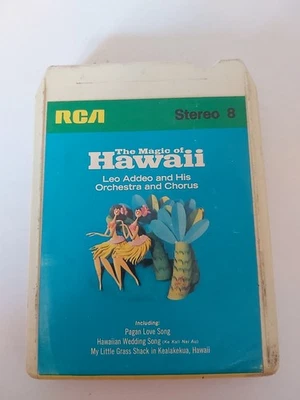 RCA Stereo 8
The Magic of
Hawaii
Leo Addeo and His
Orchestra and Chorus
Including:
Pagan Love Song
Hawaiian Wedding Song (Ke Kali Nei Au)
My Little Grass Shack in Kealakekua, Hawaii